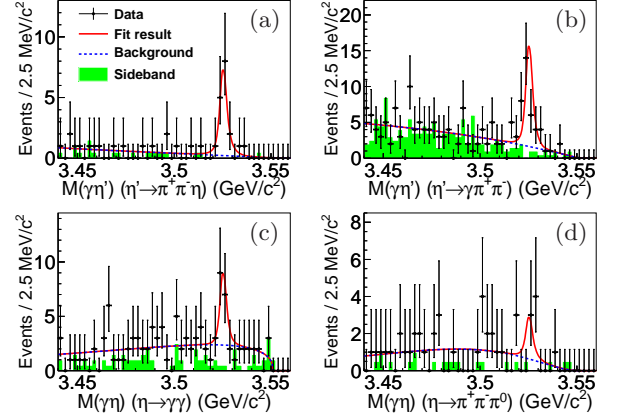 (a)
Data
Fit result
Background
Sideband
Events / 2.5 MeV/c²
10
5
0
3.45 3.5 3.55
M(γη') (η'→π⁺π⁻η) (GeV/c²)
(b)
Events / 2.5 MeV/c²
20
15
10
5
0
3.45 3.5 3.55
M(γη') (η'→γπ⁺π⁻) (GeV/c²)
(c)
Events / 2.5 MeV/c²
10
5
0
3.45 3.5 3.55
M(γη) (η→γγ) (GeV/c²)
(d)
Events / 2.5 MeV/c²
8
6
4
2
0
3.45 3.5 3.55
M(γη) (η→π⁺π⁻π⁰) (GeV/c²)